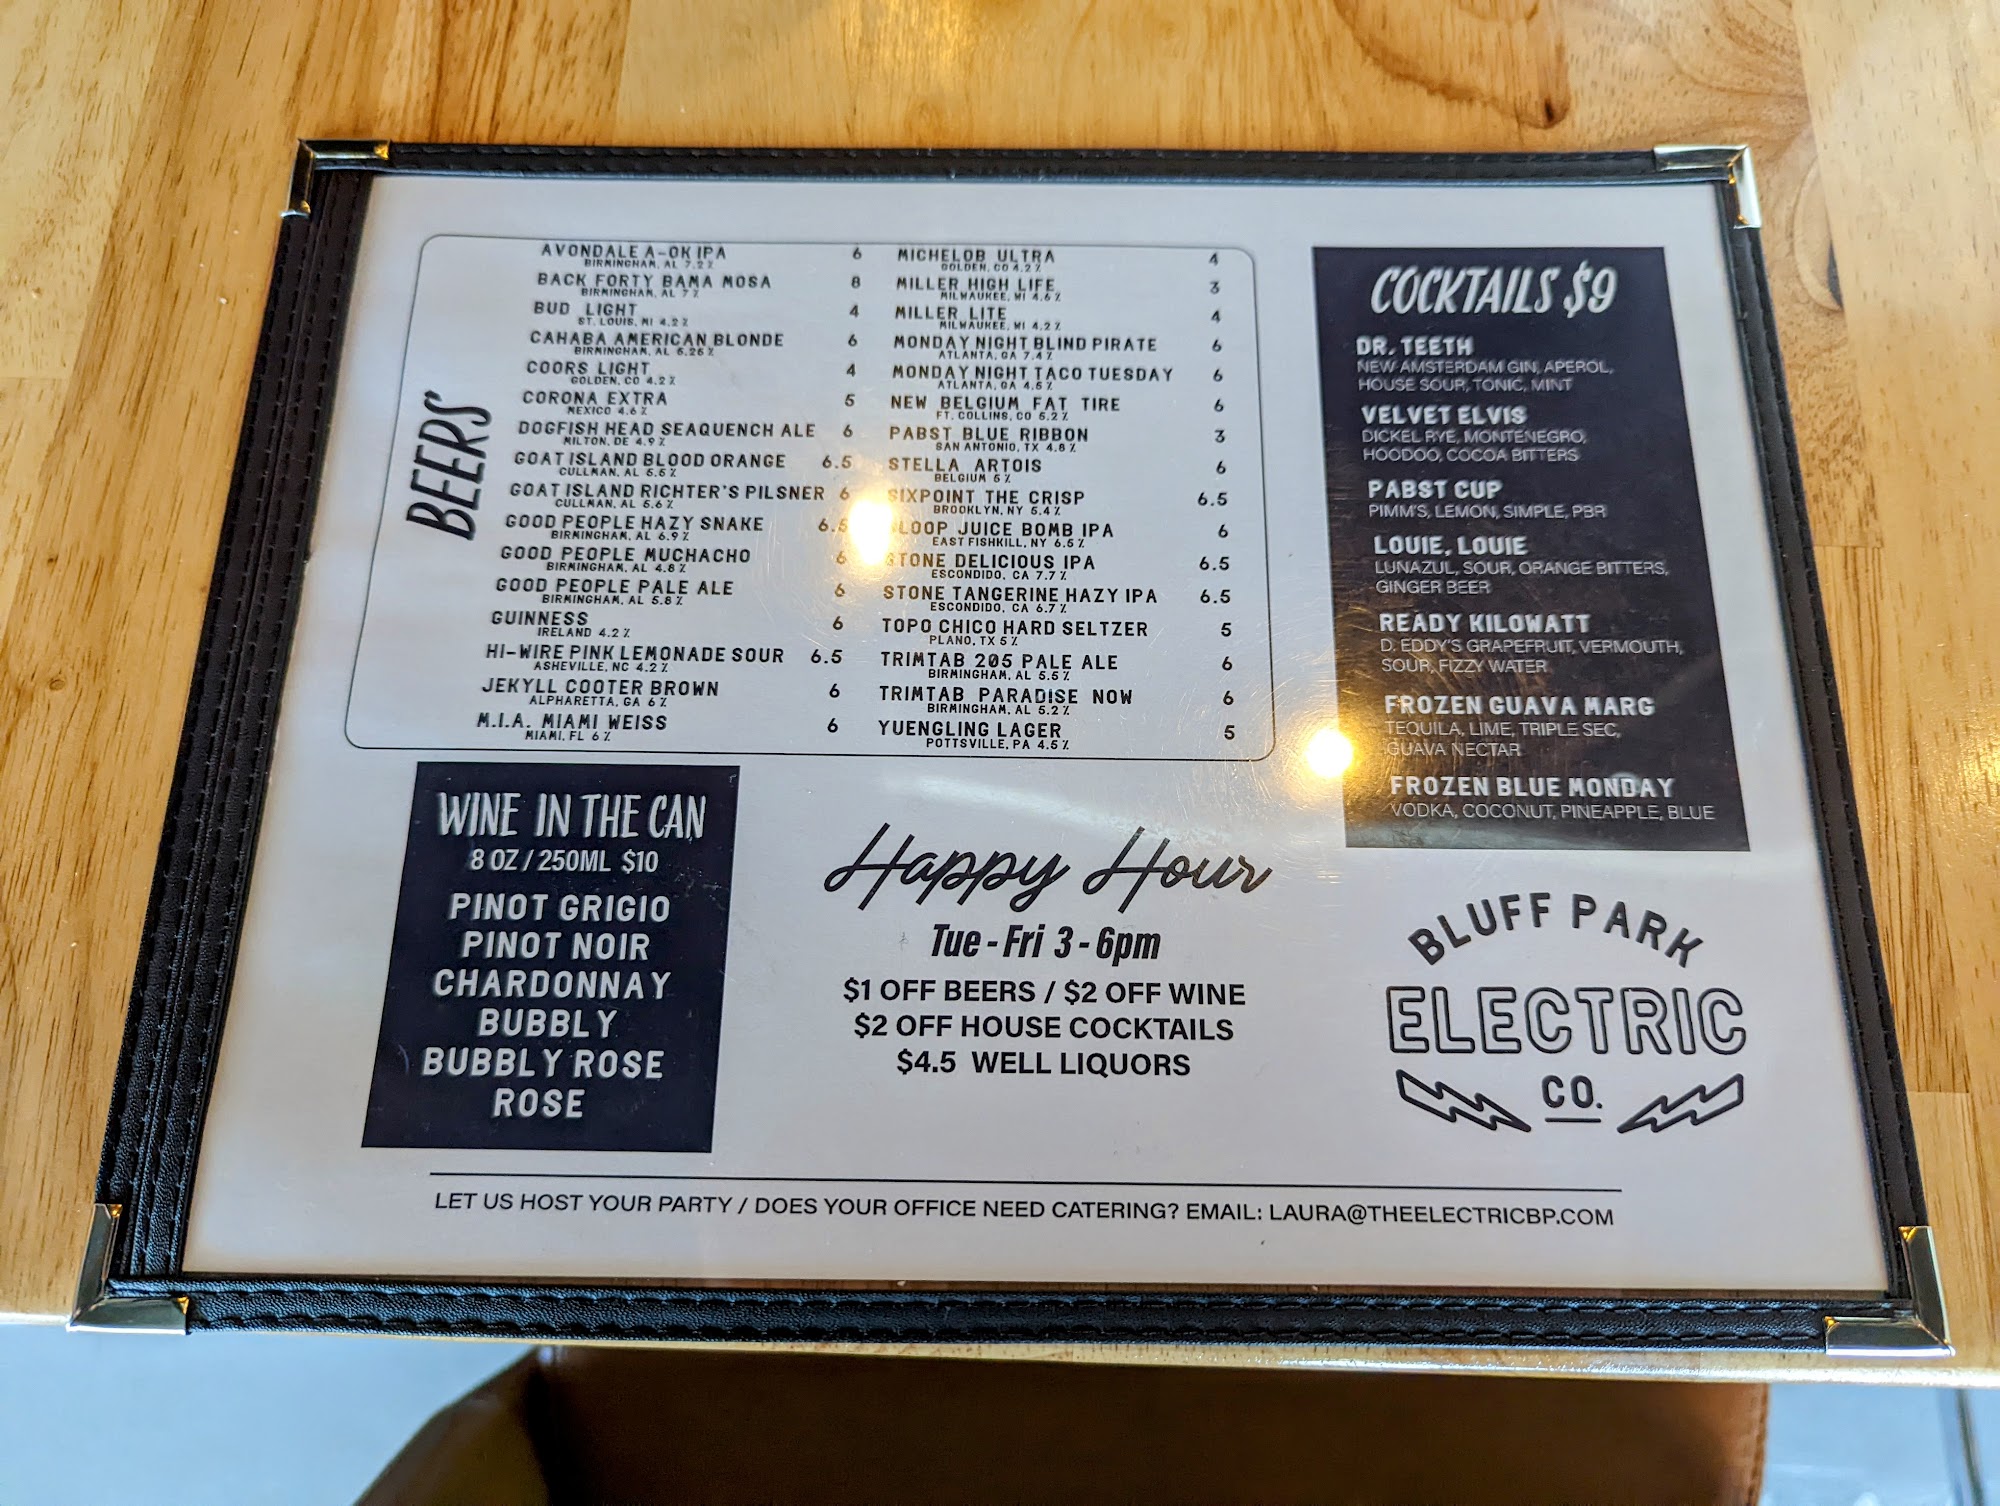 BEERS
AVONDALE A-OK IPA 6
BIRMINGHAM, AL 7.2%
BACK FORTY BAMA MOSA 8
BIRMINGHAM, AL 7%
BUD LIGHT 4
ST. LOUIS, MI 4.2%
CAHABA AMERICAN BLONDE 6
BIRMINGHAM, AL 5.25%
COORS LIGHT 4
GOLDEN, CO 4.2%
CORONA EXTRA 5
MEXICO 4.6%
DOGFISH HEAD SEAQUENCH ALE 6
MILTON, DE 4.9%
GOAT ISLAND BLOOD ORANGE 6.5
CULLMAN, AL 5.5%
GOAT ISLAND RICHTER'S PILSNER 6
CULLMAN, AL 5.6%
GOOD PEOPLE HAZY SNAKE 6.5
BIRMINGHAM, AL 6.9%
GOOD PEOPLE MUCHACHO 6
BIRMINGHAM, AL 4.8%
GOOD PEOPLE PALE ALE 6
BIRMINGHAM, AL 5.8%
GUINNESS 6
IRELAND 4.2%
HI-WIRE PINK LEMONADE SOUR 6.5
ASHEVILLE, NC 4.2%
JEKYLL COOTER BROWN 6
ALPHARETTA, GA 6%
M.I.A. MIAMI WEISS 6
MIAMI, FL 6%
MICHELOB ULTRA 4
GOLDEN, CO 4.2%
MILLER HIGH LIFE 3
MILWAUKEE, WI 4.6%
MILLER LITE 4
MILWAUKEE, WI 4.2%
MONDAY NIGHT BLIND PIRATE 6
ATLANTA, GA 7.4%
MONDAY NIGHT TACO TUESDAY 6
ATLANTA, GA 4.5%
NEW BELGIUM FAT TIRE 6
FT. COLLINS, CO 5.2%
PABST BLUE RIBBON 3
SAN ANTONIO, TX 4.8%
STELLA ARTOIS 6
BELGIUM 5%
SIXPOINT THE CRISP 6.5
BROOKLYN, NY 5.4%
SLOOP JUICE BOMB IPA 6
EAST FISHKILL, NY 6.5%
STONE DELICIOUS IPA 6.5
ESCONDIDO, CA 7.7%
STONE TANGERINE HAZY IPA 6.5
ESCONDIDO, CA 6.7%
TOPO CHICO HARD SELTZER 5
PLANO, TX 5%
TRIMTAB 205 PALE ALE 6
BIRMINGHAM, AL 5.5%
TRIMTAB PARADISE NOW 6
BIRMINGHAM, AL 5.2%
YUENGLING LAGER 5
POTTSVILLE, PA 4.5%
COCKTAILS $9
DR. TEETH
NEW AMSTERDAM GIN, APEROL,
HOUSE SOUR, TONIC, MINT
VELVET ELVIS
DICKEL RYE, MONTENEGRO,
HOODOO, COCOA BITTERS
PABST CUP
PIMM'S, LEMON, SIMPLE, PBR
LOUIE, LOUIE
LUNAZUL, SOUR, ORANGE BITTERS,
GINGER BEER
READY KILOWATT
D. EDDY'S GRAPEFRUIT, VERMOUTH,
SOUR, FIZZY WATER
FROZEN GUAVA MARG
TEQUILA, LIME, TRIPLE SEC,
GUAVA NECTAR
FROZEN BLUE MONDAY
VODKA, COCONUT, PINEAPPLE, BLUE
WINE IN THE CAN
8 OZ / 250ML $10
PINOT GRIGIO
PINOT NOIR
CHARDONNAY
BUBBLY
BUBBLY ROSE
ROSE
Happy Hour
Tue - Fri 3 - 6pm
$1 OFF BEERS / $2 OFF WINE
$2 OFF HOUSE COCKTAILS
$4.5 WELL LIQUORS
BLUFF PARK
ELECTRIC
CO.
LET US HOST YOUR PARTY / DOES YOUR OFFICE NEED CATERING? EMAIL: LAURA@THEELECTRICBP.COM